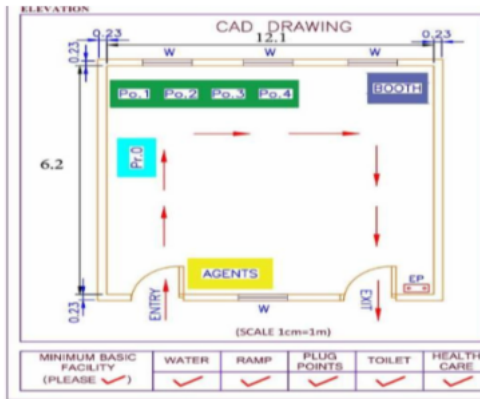 ELEVATION
CAD DRAWING
0.23 12.1 0.23
W W W
0.23
Po.1 Po.2 Po.3 Po.4
BOOTH
Pr.O
6.2
AGENTS
EP
ENTRY
EXIT
0.23
W
(SCALE 1cm=1m)
MINIMUM BASIC FACILITY (PLEASE ✓)
WATER
RAMP
PLUG POINTS
TOILET
HEALTH CARE